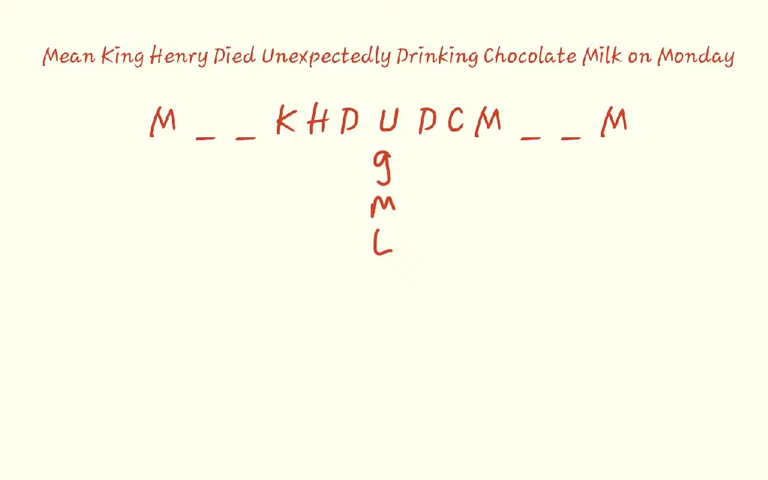 Mean King Henry Died Unexpectedly Drinking Chocolate Milk on Monday
M _ _ K H D U D C M _ _ M
g
m
L